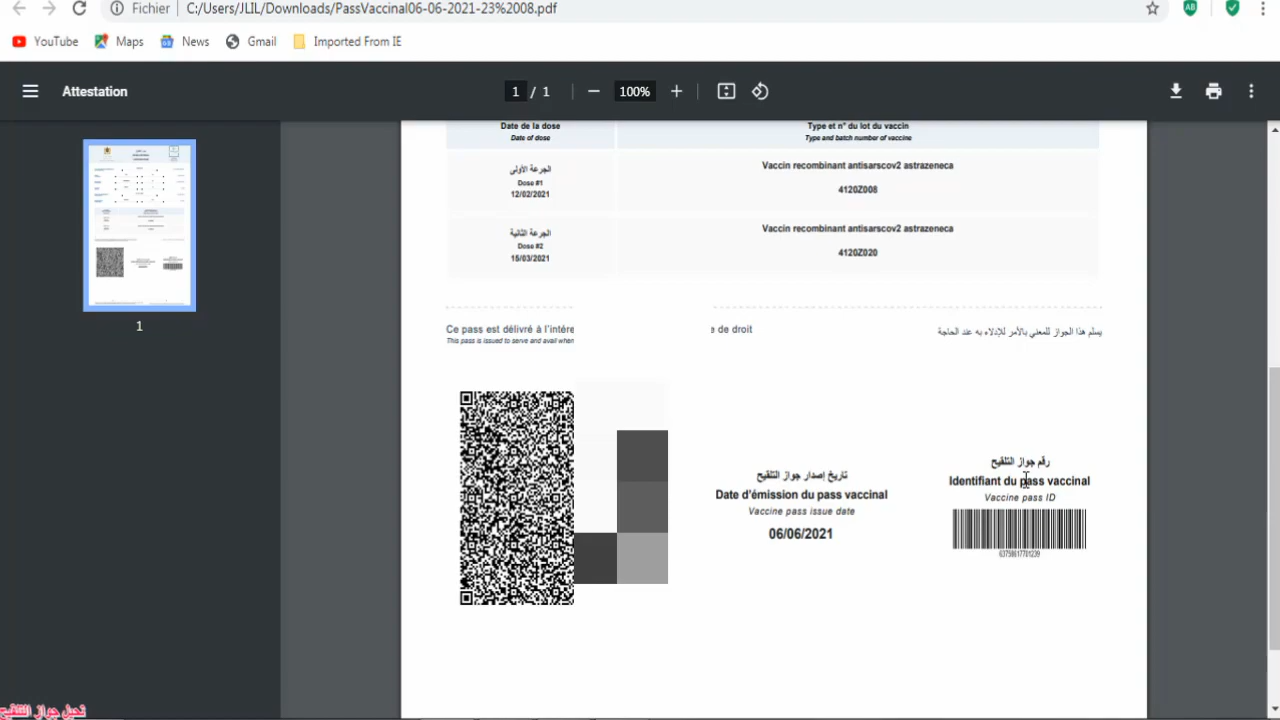 Fichier
C:/Users/JLIL/Downloads/PassVaccinal06-06-2021-23%2008.pdf
YouTube
Maps
News
Gmail
Imported From IE
Attestation
1 / 1
100%
1
Date de la dose
Date of dose
Type et n° du lot du vaccin
Type and batch number of vaccine
الجرعة الأولى
Dose #1
12/02/2021
Vaccin recombinant antisarscov2 astrazeneca
4120Z008
الجرعة الثانية
Dose #2
15/03/2021
Vaccin recombinant antisarscov2 astrazeneca
4120Z020
Ce pass est délivré à l'intére
e de droit
This pass is issued to serve and avail when
يسلم هذا الجواز للمعني بالأمر للإدلاء به عند الحاجة
تاريخ إصدار جواز التلقيح
Date d'émission du pass vaccinal
Vaccine pass issue date
06/06/2021
رقم جواز التلقيح
Identifiant du pass vaccinal
Vaccine pass ID